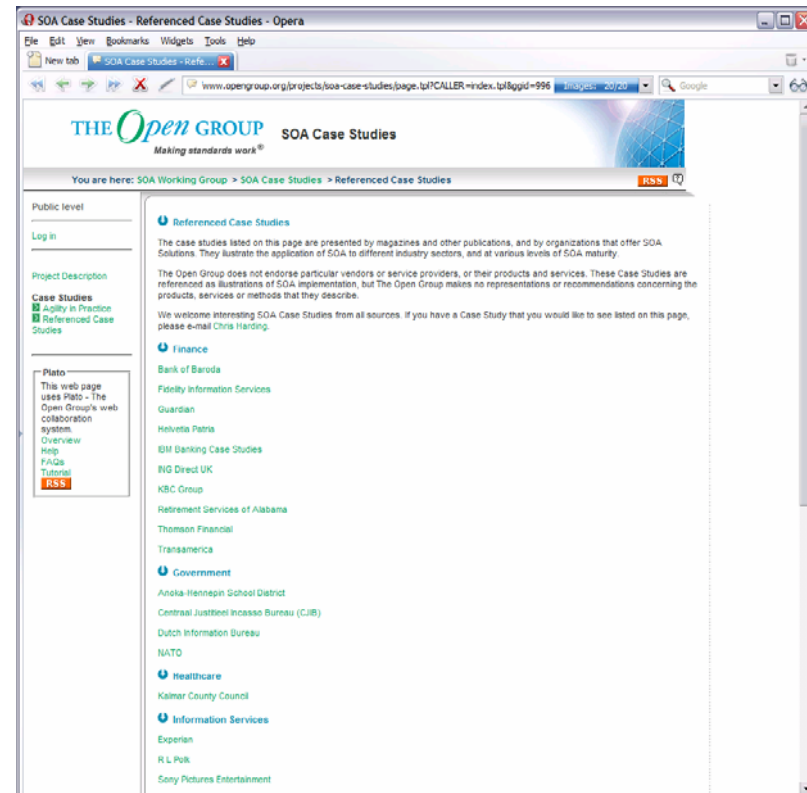 SOA Case Studies - Referenced Case Studies - Opera
File Edit View Bookmarks Widgets Tools Help
New tab SOA Case Studies - Refe...
www.opengroup.org/projects/soa-case-studies/page.tpl?CALLER=index.tpl&ggid=996 Images: 20/20 Google
THE Open GROUP SOA Case Studies
Making standards work®
You are here: SOA Working Group > SOA Case Studies > Referenced Case Studies RSS
Public level
Log in
Project Description
Case Studies
Agility in Practice
Referenced Case
Studies
Plato
This web page
uses Plato - The
Open Group's web
collaboration
system.
Overview
Help
FAQs
Tutorial
RSS
Referenced Case Studies
The case studies listed on this page are presented by magazines and other publications, and by organizations that offer SOA
Solutions. They illustrate the application of SOA to different industry sectors, and at various levels of SOA maturity.
The Open Group does not endorse particular vendors or service providers, or their products and services. These Case Studies are
referenced as illustrations of SOA implementation, but The Open Group makes no representations or recommendations concerning the
products, services or methods that they describe.
We welcome interesting SOA Case Studies from all sources. If you have a Case Study that you would like to see listed on this page,
please e-mail Chris Harding.
Finance
Bank of Baroda
Fidelity Information Services
Guardian
Helvetia Patria
IBM Banking Case Studies
ING Direct UK
KBC Group
Retirement Services of Alabama
Thomson Financial
Transamerica
Government
Anoka-Hennepin School District
Centraal Justitieel Incasso Bureau (CJIB)
Dutch Information Bureau
NATO
Healthcare
Kalmar County Council
Information Services
Experian
R L Polk
Sony Pictures Entertainment